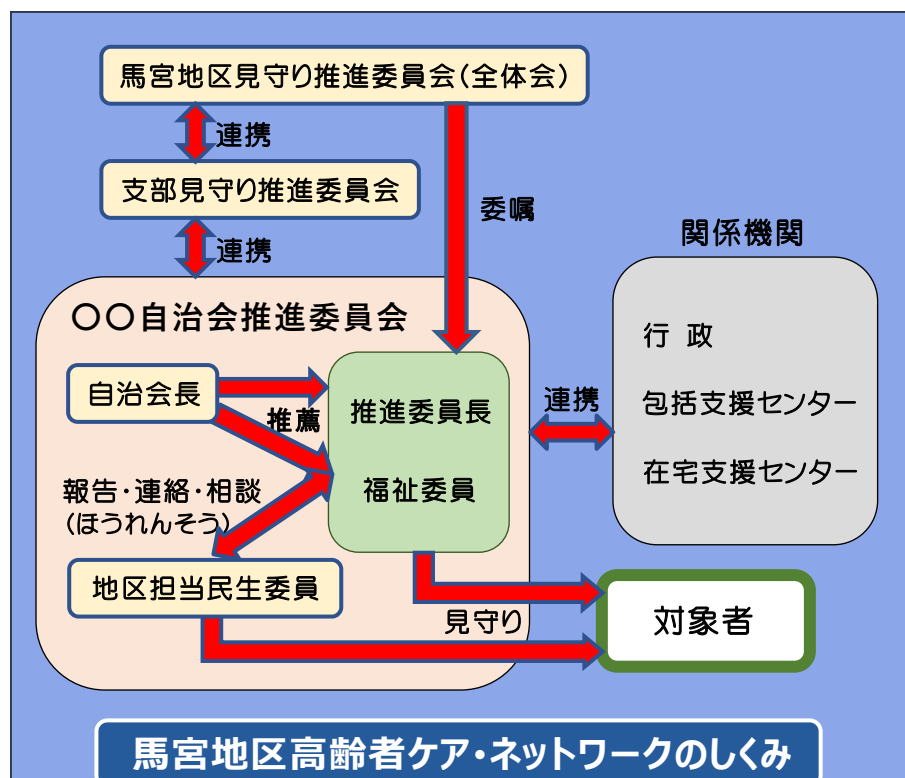 馬宮地区見守り推進委員会(全体会)
連携
支部見守り推進委員会
委嘱
連携
関係機関
〇〇自治会推進委員会
行 政
自治会長
推進委員長
連携
包括支援センター
推薦
在宅支援センター
福祉委員
報告・連絡・相談
(ほうれんそう)
地区担当民生委員
見守り
対象者
馬宮地区高齢者ケア・ネットワークのしくみ